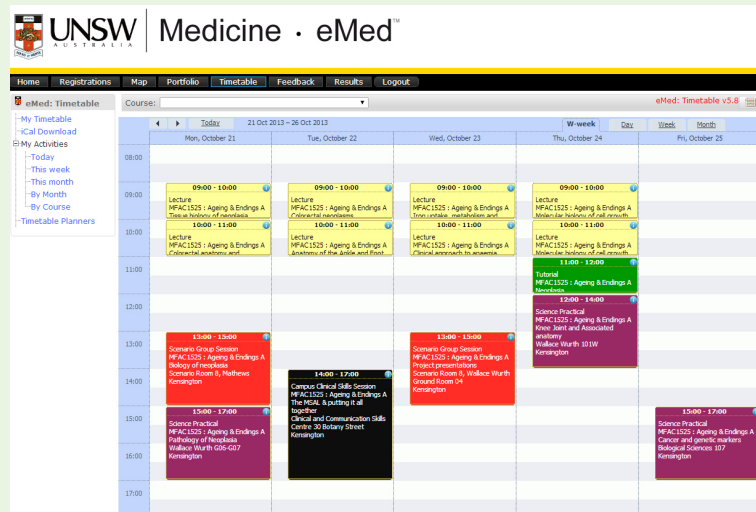 UNSW
AUSTRALIA
Medicine · eMed™
Home Registrations Map Portfolio Timetable Feedback Results Logout
eMed: Timetable
Course:
eMed: Timetable v5.8
My Timetable
iCal Download
My Activities
Today
This week
This month
By Month
By Course
Timetable Planners
Today 21 Oct 2013 – 26 Oct 2013 W-week Day Week Month
Mon, October 21 Tue, October 22 Wed, October 23 Thu, October 24 Fri, October 25
08:00
09:00
10:00
11:00
12:00
13:00
14:00
15:00
16:00
17:00
09:00 - 10:00
Lecture
MFAC1525 : Ageing & Endings A
Tissue biology of neoplasia
10:00 - 11:00
Lecture
MFAC1525 : Ageing & Endings A
Colorectal anatomy and
13:00 - 15:00
Scenario Group Session
MFAC1525 : Ageing & Endings A
Biology of neoplasia
Scenario Room 8, Mathews
Kensington
15:00 - 17:00
Science Practical
MFAC1525 : Ageing & Endings A
Pathology of Neoplasia
Wallace Wurth G06-G07
Kensington
09:00 - 10:00
Lecture
MFAC1525 : Ageing & Endings A
Colorectal neoplasms
10:00 - 11:00
Lecture
MFAC1525 : Ageing & Endings A
Anatomy of the Ankle and Foot
14:00 - 17:00
Campus Clinical Skills Session
MFAC1525 : Ageing & Endings A
The MSAL & putting it all
together
Clinical and Communication Skills
Centre 30 Botany Street
Kensington
09:00 - 10:00
Lecture
MFAC1525 : Ageing & Endings A
Iron uptake, metabolism and
10:00 - 11:00
Lecture
MFAC1525 : Ageing & Endings A
Clinical approach to anaemia
13:00 - 15:00
Scenario Group Session
MFAC1525 : Ageing & Endings A
Project presentations
Scenario Room 8, Wallace Wurth
Ground Room 04
Kensington
09:00 - 10:00
Lecture
MFAC1525 : Ageing & Endings A
Molecular biology of cell growth
10:00 - 11:00
Lecture
MFAC1525 : Ageing & Endings A
Molecular biology of cell growth
11:00 - 12:00
Tutorial
MFAC1525 : Ageing & Endings A
Neoplasia
12:00 - 14:00
Science Practical
MFAC1525 : Ageing & Endings A
Knee Joint and Associated
anatomy
Wallace Wurth 101W
Kensington
15:00 - 17:00
Science Practical
MFAC1525 : Ageing & Endings A
Cancer and genetic markers
Biological Sciences 107
Kensington